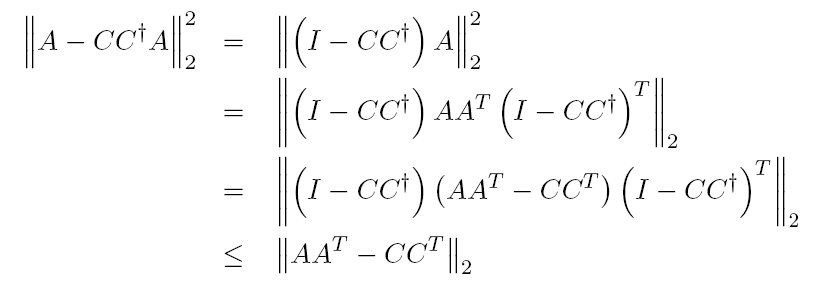 ‖A − CC†A‖₂² = ‖(I − CC†) A‖₂²
= ‖(I − CC†) AAᵀ (I − CC†)ᵀ‖₂
= ‖(I − CC†) (AAᵀ − CCᵀ) (I − CC†)ᵀ‖₂
≤ ‖AAᵀ − CCᵀ‖₂